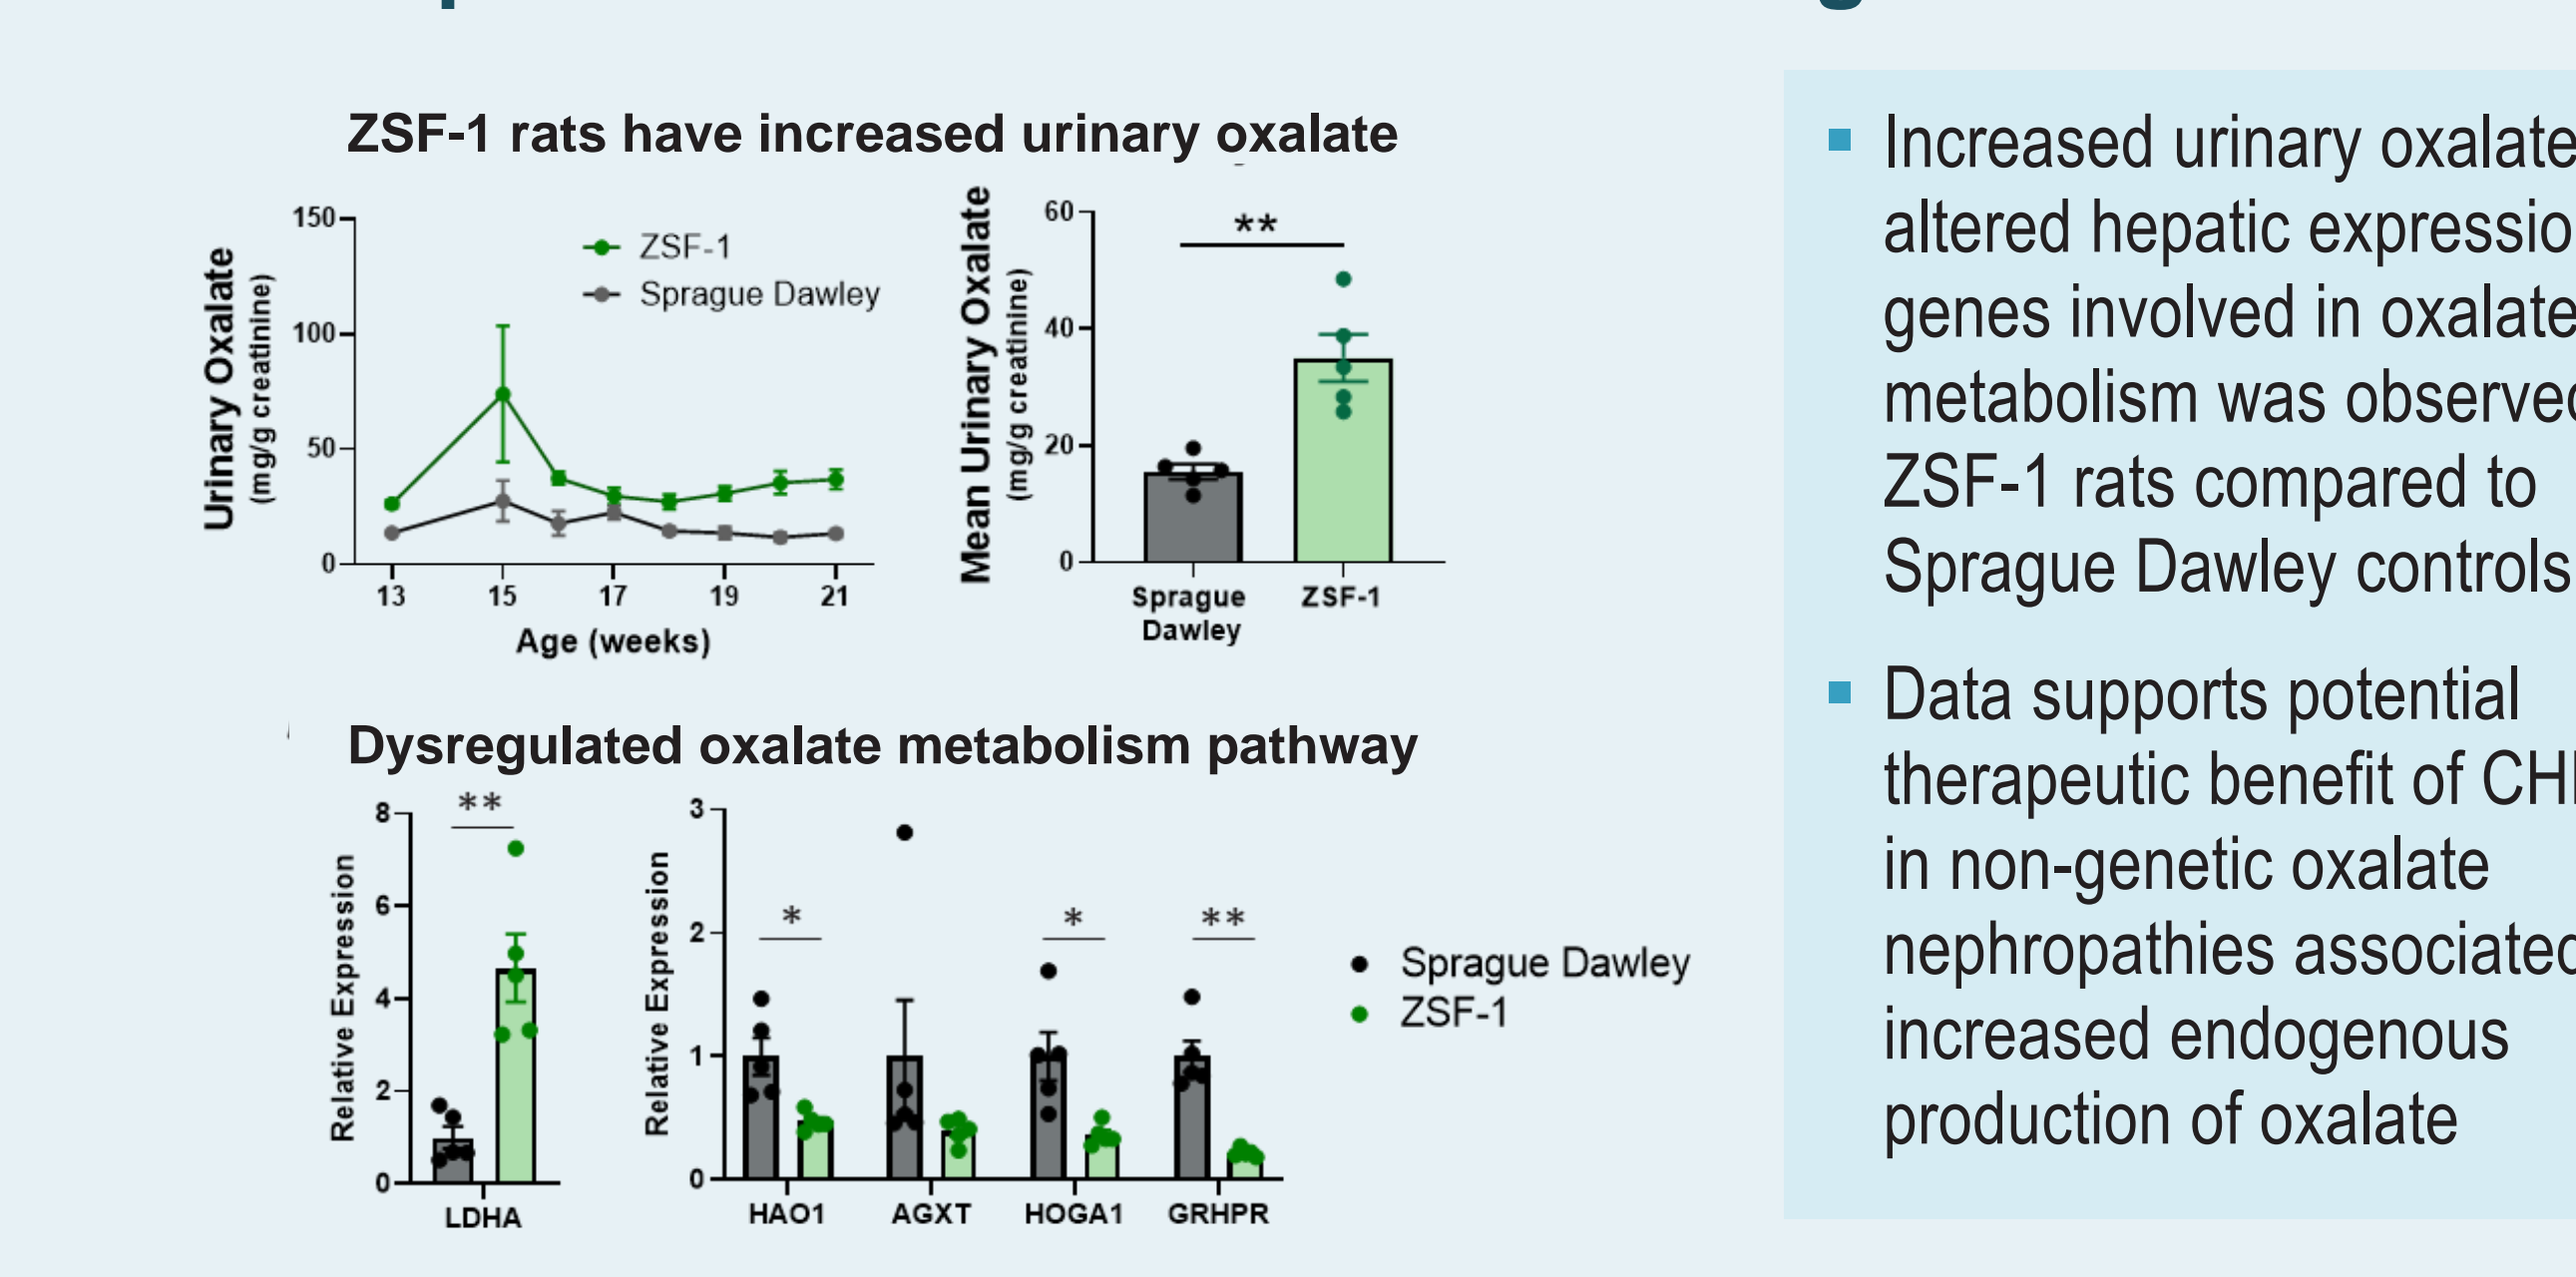 ZSF-1 rats have increased urinary oxalate
Urinary Oxalate
(mg/g creatinine)
150
100
50
0
ZSF-1
Sprague Dawley
13 15 17 19 21
Age (weeks)
Mean Urinary Oxalate
(mg/g creatinine)
60
40
20
0
**
Sprague
Dawley
ZSF-1
Dysregulated oxalate metabolism pathway
Relative Expression
8
6
4
2
0
**
LDHA
Relative Expression
3
2
1
0
* * **
HAO1 AGXT HOGA1 GRHPR
Sprague Dawley
ZSF-1
Increased urinary oxalate
altered hepatic
genes involved in oxalate
metabolism was
ZSF-1 rats compared to
Sprague Dawley controls
Data supports potential
therapeutic benefit of
in non-genetic oxalate
nephropathies
increased endogenous
production of oxalate